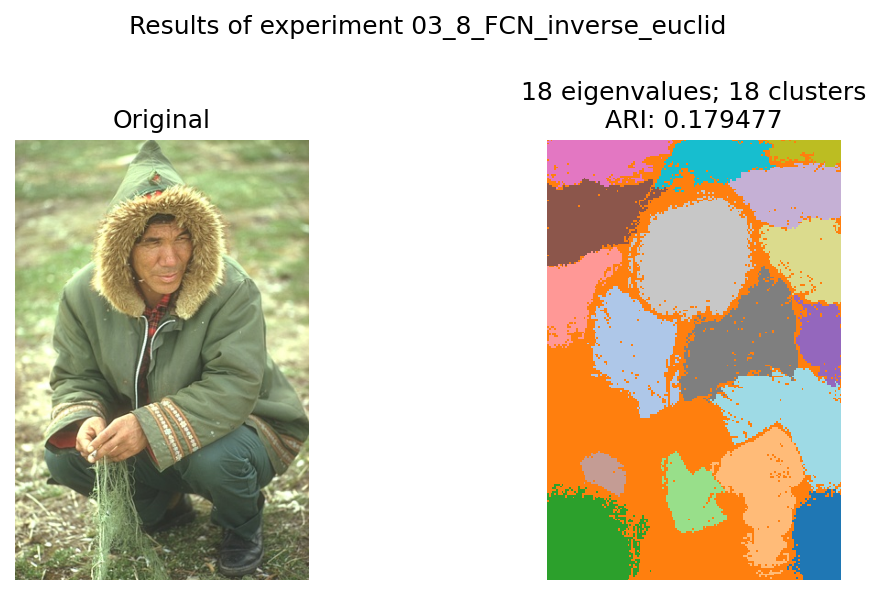 Results of experiment 03_8_FCN_inverse_euclid
Original
18 eigenvalues; 18 clusters
ARI: 0.179477